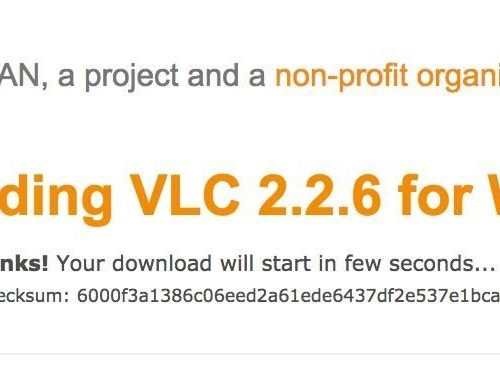 AN, a project and a non-profit organi
ding VLC 2.2.6 for W
nks! Your download will start in few seconds...
ecksum: 6000f3a1386c06eed2a61ede6437df2e537e1bca